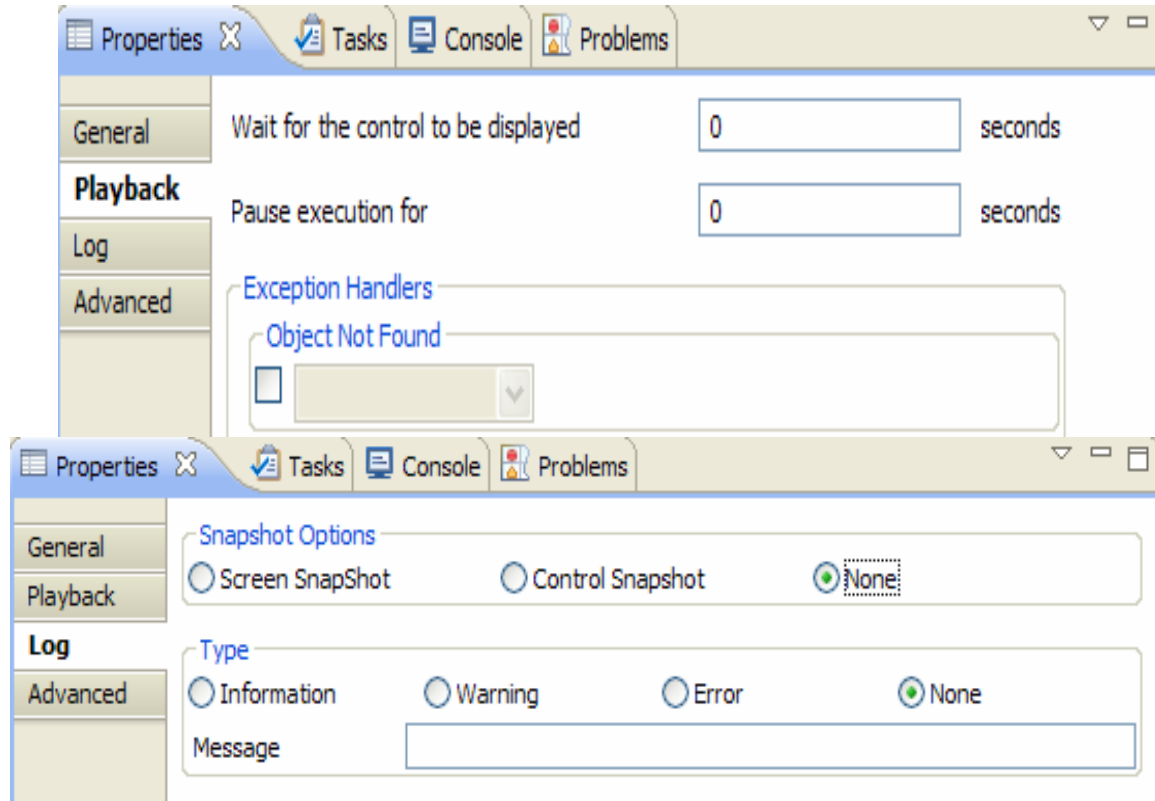 Properties Tasks Console Problems
General
Playback
Log
Advanced
Wait for the control to be displayed 0 seconds
Pause execution for 0 seconds
Exception Handlers
Object Not Found
Properties Tasks Console Problems
General
Playback
Log
Advanced
Snapshot Options
Screen SnapShot Control Snapshot None
Type
Information Warning Error None
Message